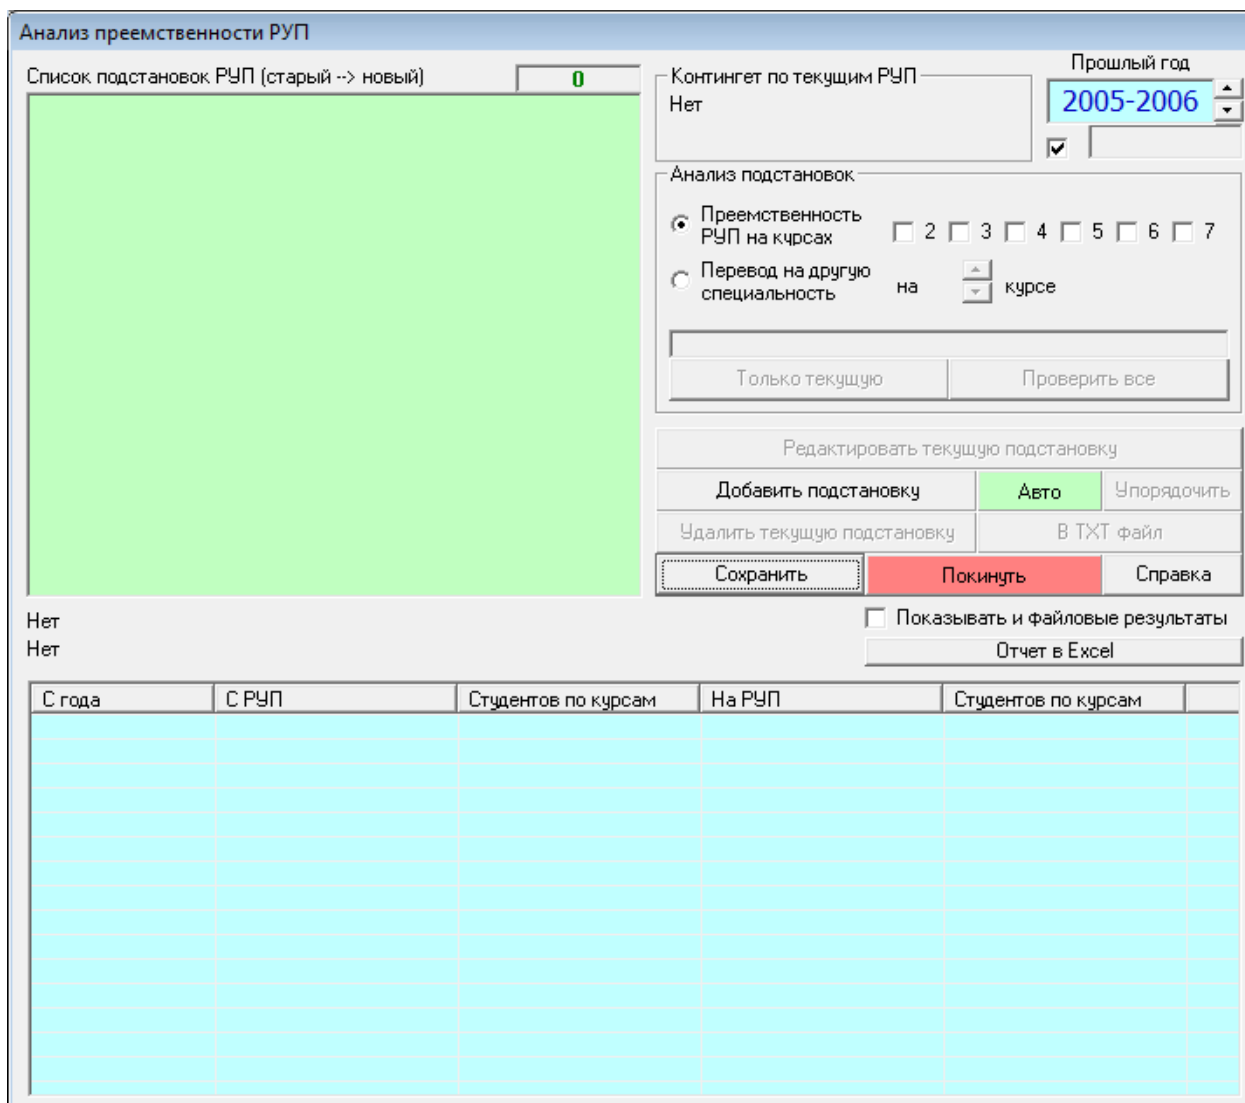 Анализ преемственности РУП
Список подстановок РУП (старый --> новый)
0
Контингет по текущим РУП
Нет
Прошлый год
2005-2006
Анализ подстановок
Преемственность
РУП на курсах
2 3 4 5 6 7
Перевод на другую
специальность
на
курсе
Только текущую
Проверить все
Редактировать текущую подстановку
Добавить подстановку
Авто
Упорядочить
Удалить текущую подстановку
В TXT файл
Сохранить
Покинуть
Справка
Нет
Показывать и файловые результаты
Нет
Отчет в Excel
С года
С РУП
Студентов по курсам
На РУП
Студентов по курсам